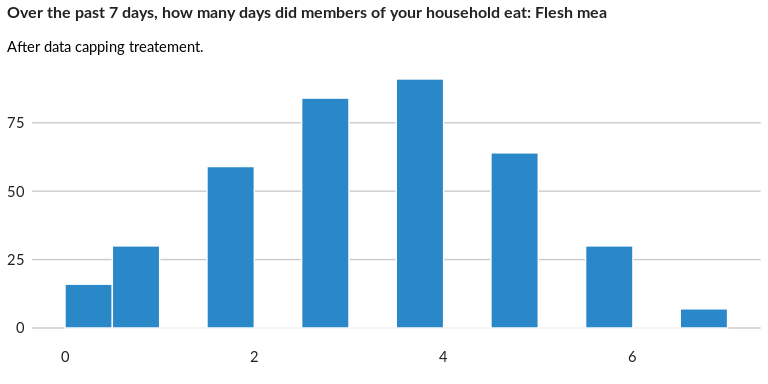 Over the past 7 days, how many days did members of your household eat: Flesh mea
After data capping treatement.
75
50
25
0
0 2 4 6